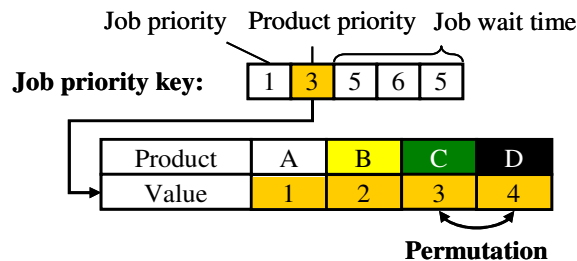 Job priority Product priority Job wait time
Job priority key: 1 3 5 6 5
Product A B C D
Value 1 2 3 4
Permutation